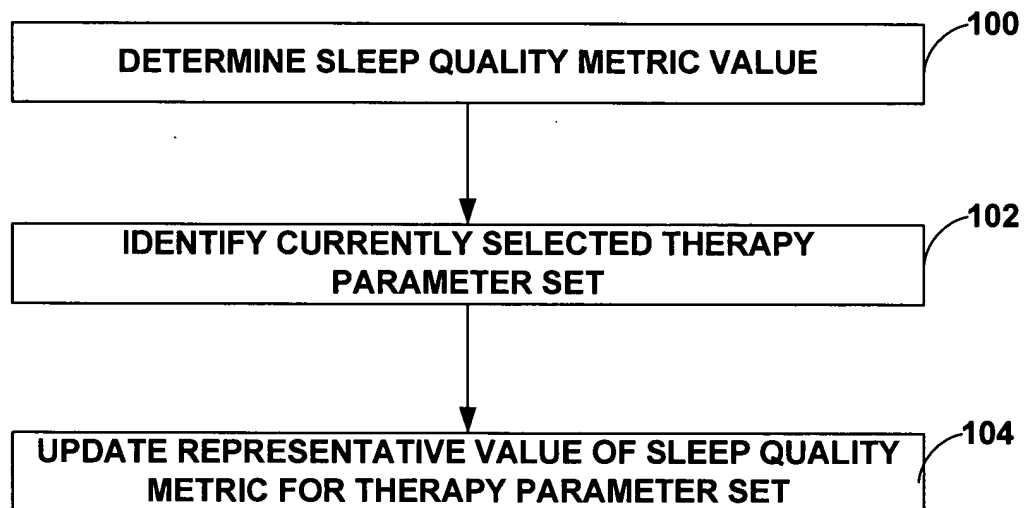 100
DETERMINE SLEEP QUALITY METRIC VALUE
102
IDENTIFY CURRENTLY SELECTED THERAPY
PARAMETER SET
104
UPDATE REPRESENTATIVE VALUE OF SLEEP QUALITY
METRIC FOR THERAPY PARAMETER SET